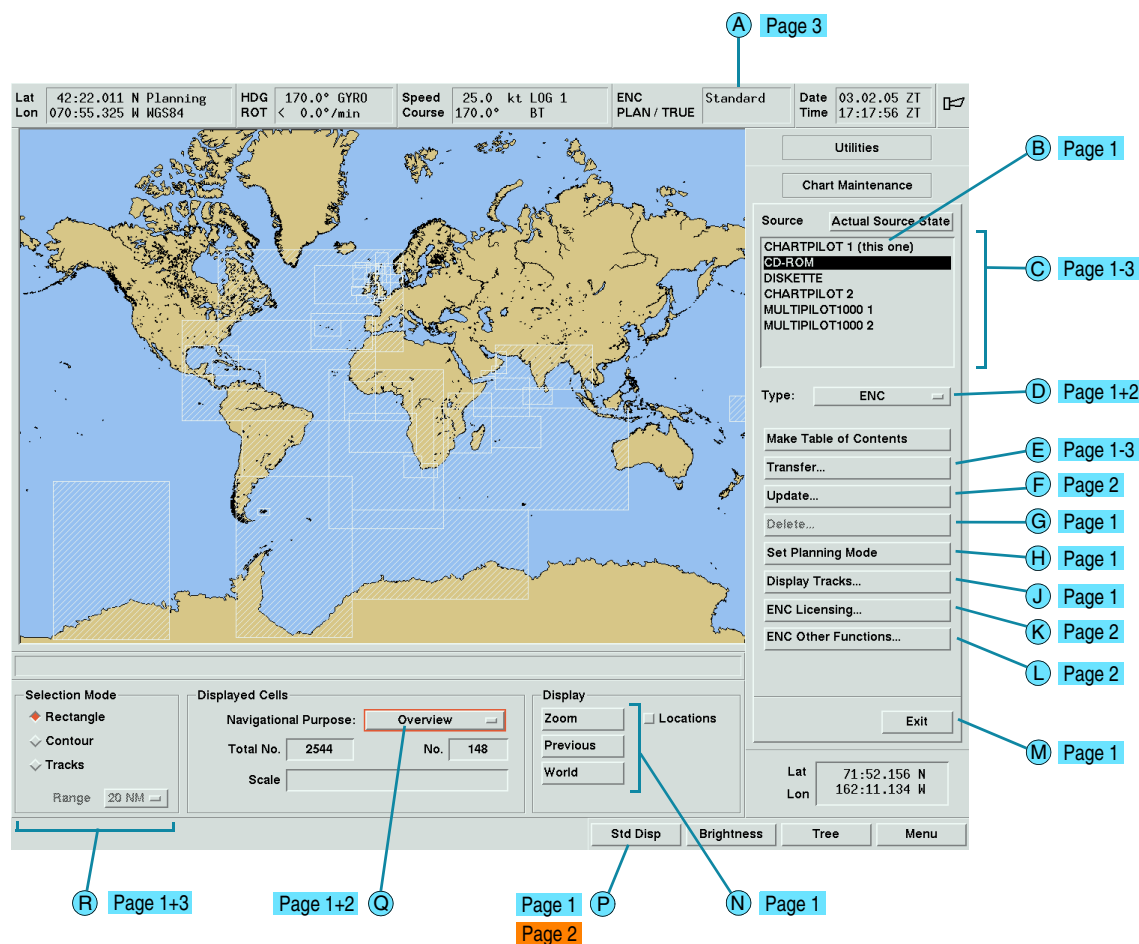 A Page 3
Lat 42:22.011 N Planning
Lon 070:55.325 W WGS84
HDG 170.0° GYRO
ROT < 0.0°/min
Speed 25.0 kt LOG 1
Course 170.0° BT
ENC Standard
PLAN / TRUE
Date 03.02.05 ZT
Time 17:17:56 ZT
Utilities
B Page 1
Chart Maintenance
Source Actual Source State
CHARTPILOT 1 (this one)
CD-ROM
DISKETTE
CHARTPILOT 2
MULTIPILOT1000 1
MULTIPILOT1000 2
C Page 1-3
Type: ENC
D Page 1+2
Make Table of Contents
Transfer...
E Page 1-3
Update...
F Page 2
Delete...
G Page 1
Set Planning Mode
H Page 1
Display Tracks...
J Page 1
ENC Licensing...
K Page 2
ENC Other Functions...
L Page 2
Exit
M Page 1
Selection Mode
Rectangle
Contour
Tracks
Range 20 NM
Displayed Cells
Navigational Purpose: Overview
Total No. 2544 No. 148
Scale
Display
Zoom
Locations
Previous
World
Lat 71:52.156 N
Lon 162:11.134 W
Std Disp Brightness Tree Menu
R Page 1+3
Page 1+2 Q
Page 1 P
Page 2
N Page 1